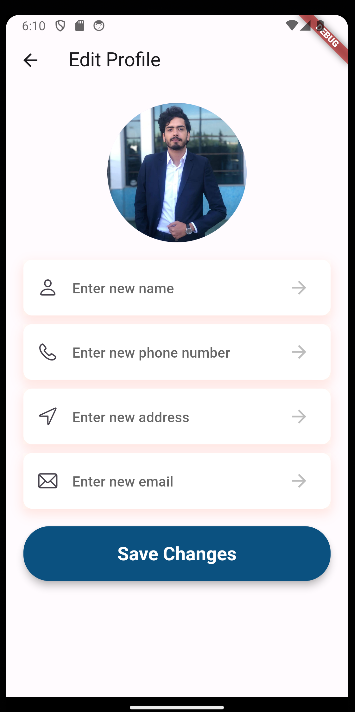 6:10
DEBUG
Edit Profile
Enter new name
Enter new phone number
Enter new address
Enter new email
Save Changes